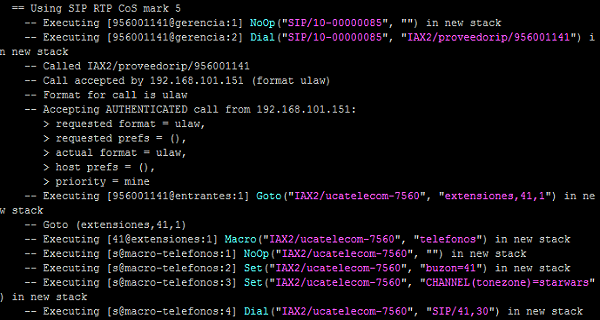 == Using SIP RTP CoS mark 5
-- Executing [956001141@gerencia:1] NoOp("SIP/10-00000085", "") in new stack
-- Executing [956001141@gerencia:2] Dial("SIP/10-00000085", "IAX2/proveedorip/956001141") i
n new stack
-- Called IAX2/proveedorip/956001141
-- Call accepted by 192.168.101.151 (format ulaw)
-- Format for call is ulaw
-- Accepting AUTHENTICATED call from 192.168.101.151:
> requested format = ulaw,
> requested prefs = (),
> actual format = ulaw,
> host prefs = (),
> priority = mine
-- Executing [956001141@entrantes:1] Goto("IAX2/ucatelecom-7560", "extensiones,41,1") in ne
w stack
-- Goto (extensiones,41,1)
-- Executing [41@extensiones:1] Macro("IAX2/ucatelecom-7560", "telefonos") in new stack
-- Executing [s@macro-telefonos:1] NoOp("IAX2/ucatelecom-7560", "") in new stack
-- Executing [s@macro-telefonos:2] Set("IAX2/ucatelecom-7560", "buzon=41") in new stack
-- Executing [s@macro-telefonos:3] Set("IAX2/ucatelecom-7560", "CHANNEL(tonezone)=starwars"
) in new stack
-- Executing [s@macro-telefonos:4] Dial("IAX2/ucatelecom-7560", "SIP/41,30") in new stack